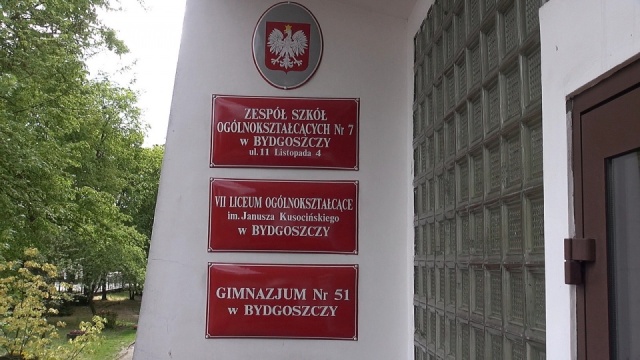 ZESPÓŁ SZKÓŁ
OGÓLNOKSZTAŁCĄCYCH Nr 7
w BYDGOSZCZY
ul. 11 Listopada 4
VII LICEUM OGÓLNOKSZTAŁCĄCE
im. Janusza Kusocińskiego
w BYDGOSZCZY
GIMNAZJUM Nr 51
w BYDGOSZCZY